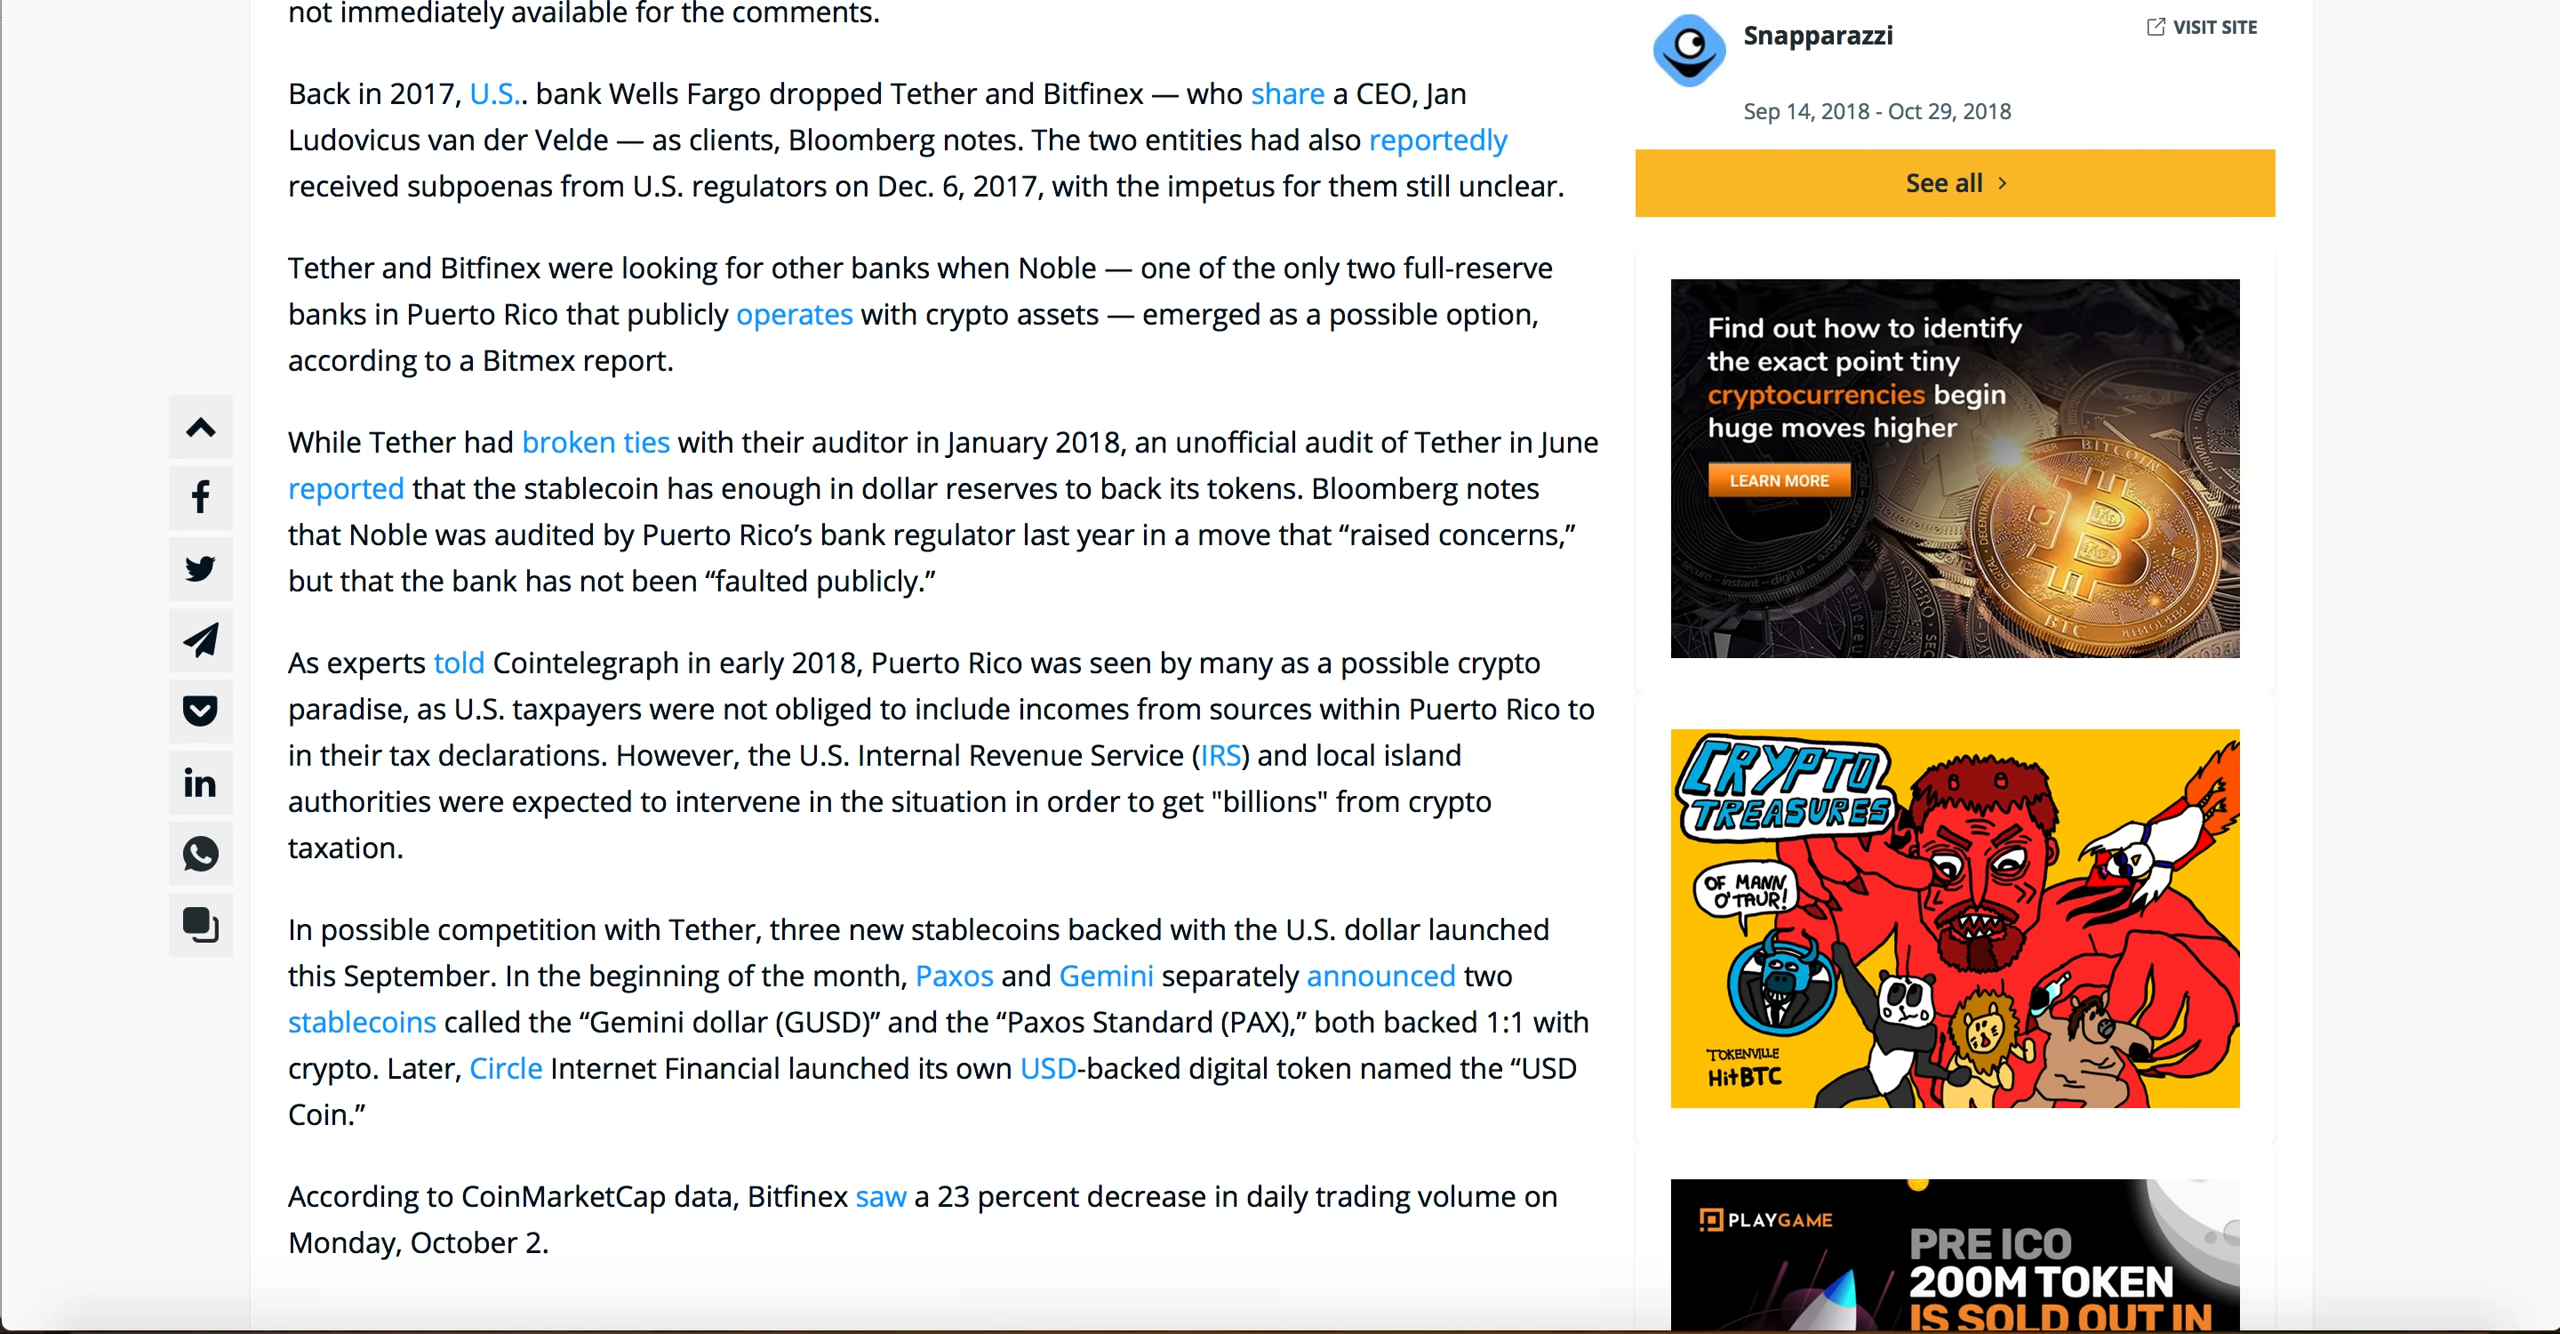 not immediately available for the comments.
Back in 2017, U.S.. bank Wells Fargo dropped Tether and Bitfinex — who share a CEO, Jan
Ludovicus van der Velde — as clients, Bloomberg notes. The two entities had also reportedly
received subpoenas from U.S. regulators on Dec. 6, 2017, with the impetus for them still unclear.
Tether and Bitfinex were looking for other banks when Noble — one of the only two full-reserve
banks in Puerto Rico that publicly operates with crypto assets — emerged as a possible option,
according to a Bitmex report.
While Tether had broken ties with their auditor in January 2018, an unofficial audit of Tether in June
reported that the stablecoin has enough in dollar reserves to back its tokens. Bloomberg notes
that Noble was audited by Puerto Rico’s bank regulator last year in a move that “raised concerns,”
but that the bank has not been “faulted publicly.”
As experts told Cointelegraph in early 2018, Puerto Rico was seen by many as a possible crypto
paradise, as U.S. taxpayers were not obliged to include incomes from sources within Puerto Rico to
in their tax declarations. However, the U.S. Internal Revenue Service (IRS) and local island
authorities were expected to intervene in the situation in order to get "billions" from crypto
taxation.
In possible competition with Tether, three new stablecoins backed with the U.S. dollar launched
this September. In the beginning of the month, Paxos and Gemini separately announced two
stablecoins called the “Gemini dollar (GUSD)” and the “Paxos Standard (PAX),” both backed 1:1 with
crypto. Later, Circle Internet Financial launched its own USD-backed digital token named the “USD
Coin.”
According to CoinMarketCap data, Bitfinex saw a 23 percent decrease in daily trading volume on
Monday, October 2.
Snapparazzi
VISIT SITE
Sep 14, 2018 - Oct 29, 2018
See all
Find out how to identify
the exact point tiny
cryptocurrencies begin
huge moves higher
LEARN MORE
BITCOIN
BTC
CRYPTO
TREASURES
OF MANN
O'TAUR!
TOKENVILLE
HitBTC
PLAYGAME
PRE ICO
200M TOKEN
IS SOLD OUT IN